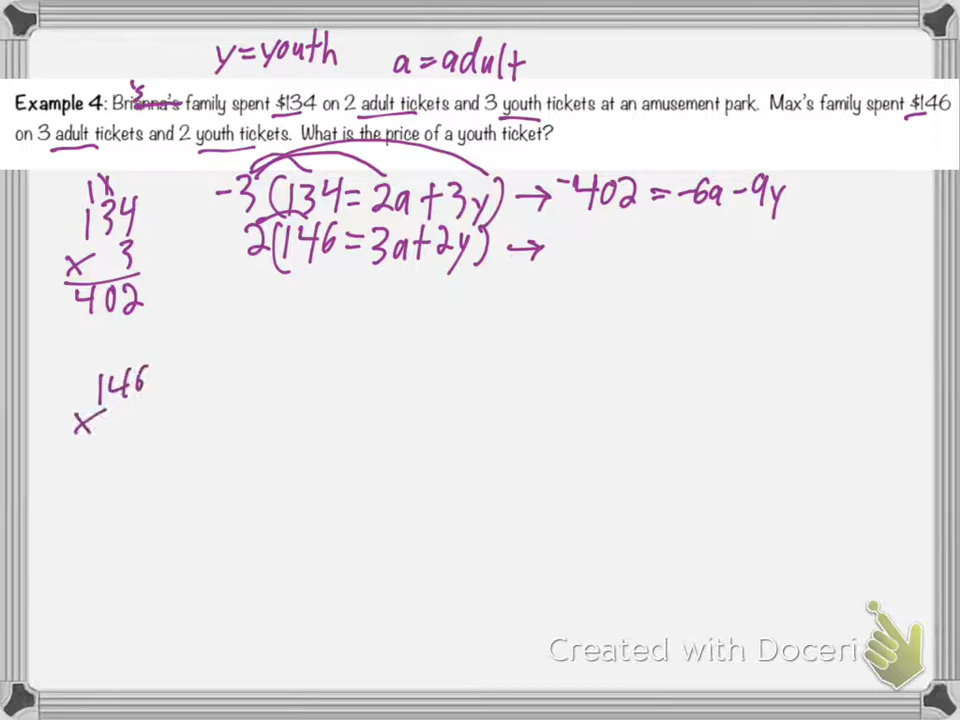 y=youth a=adult
Example 4: Brianna's 's family spent $134 on 2 adult tickets and 3 youth tickets at an amusement park. Max's family spent $146
on 3 adult tickets and 2 youth tickets. What is the price of a youth ticket?
-3(134=2a+3y) → -402=-6a-9y
2(146=3a+2y) →
1
134
x 3
402
146
x
Created with Doceri